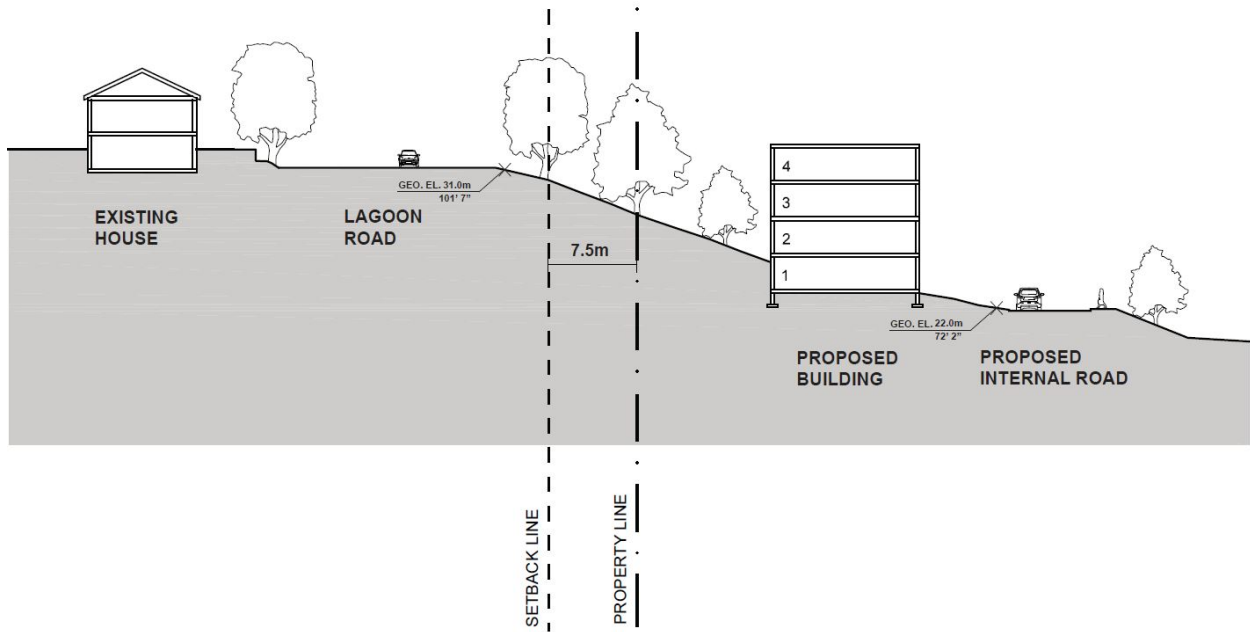 4
3
2
1
GEO. EL. 31.0m
101' 7"
EXISTING
HOUSE
LAGOON
ROAD
7.5m
GEO. EL. 22.0m
72' 2"
PROPOSED
BUILDING
PROPOSED
INTERNAL ROAD
SETBACK LINE
PROPERTY LINE